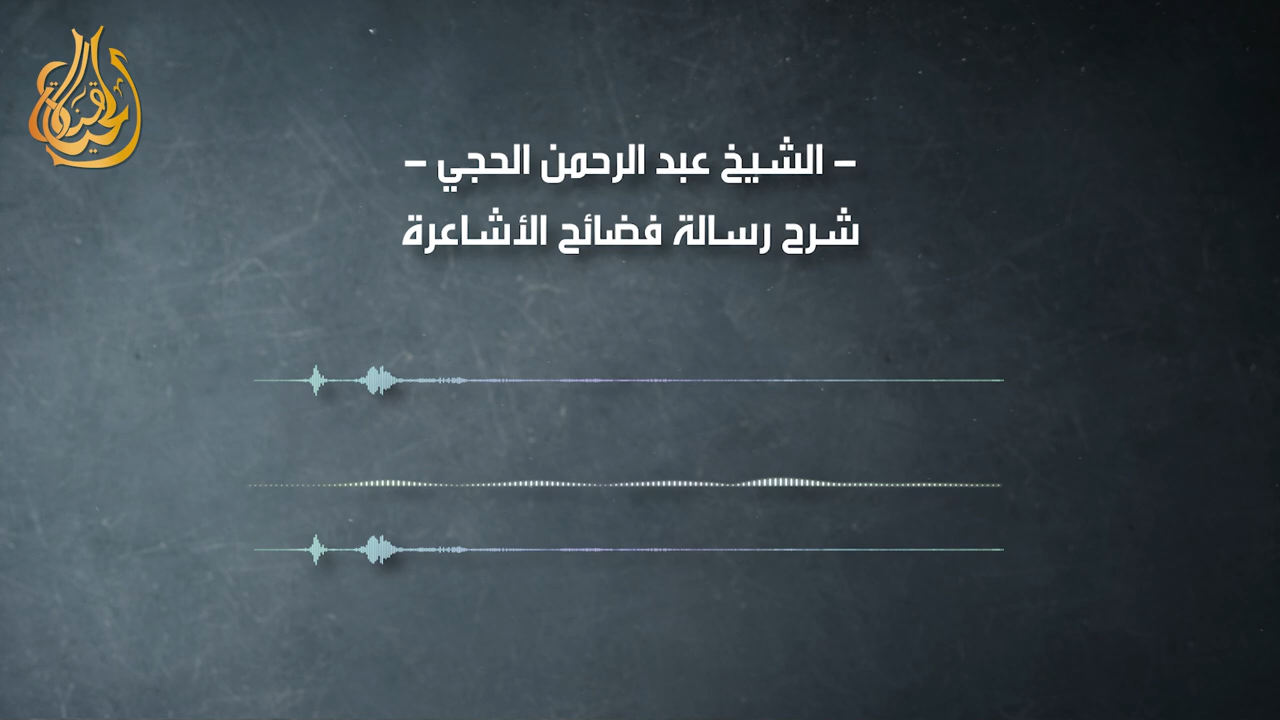 – الشيخ عبد الرحمن الحجي –
شرح رسالة فضائح الأشاعرة